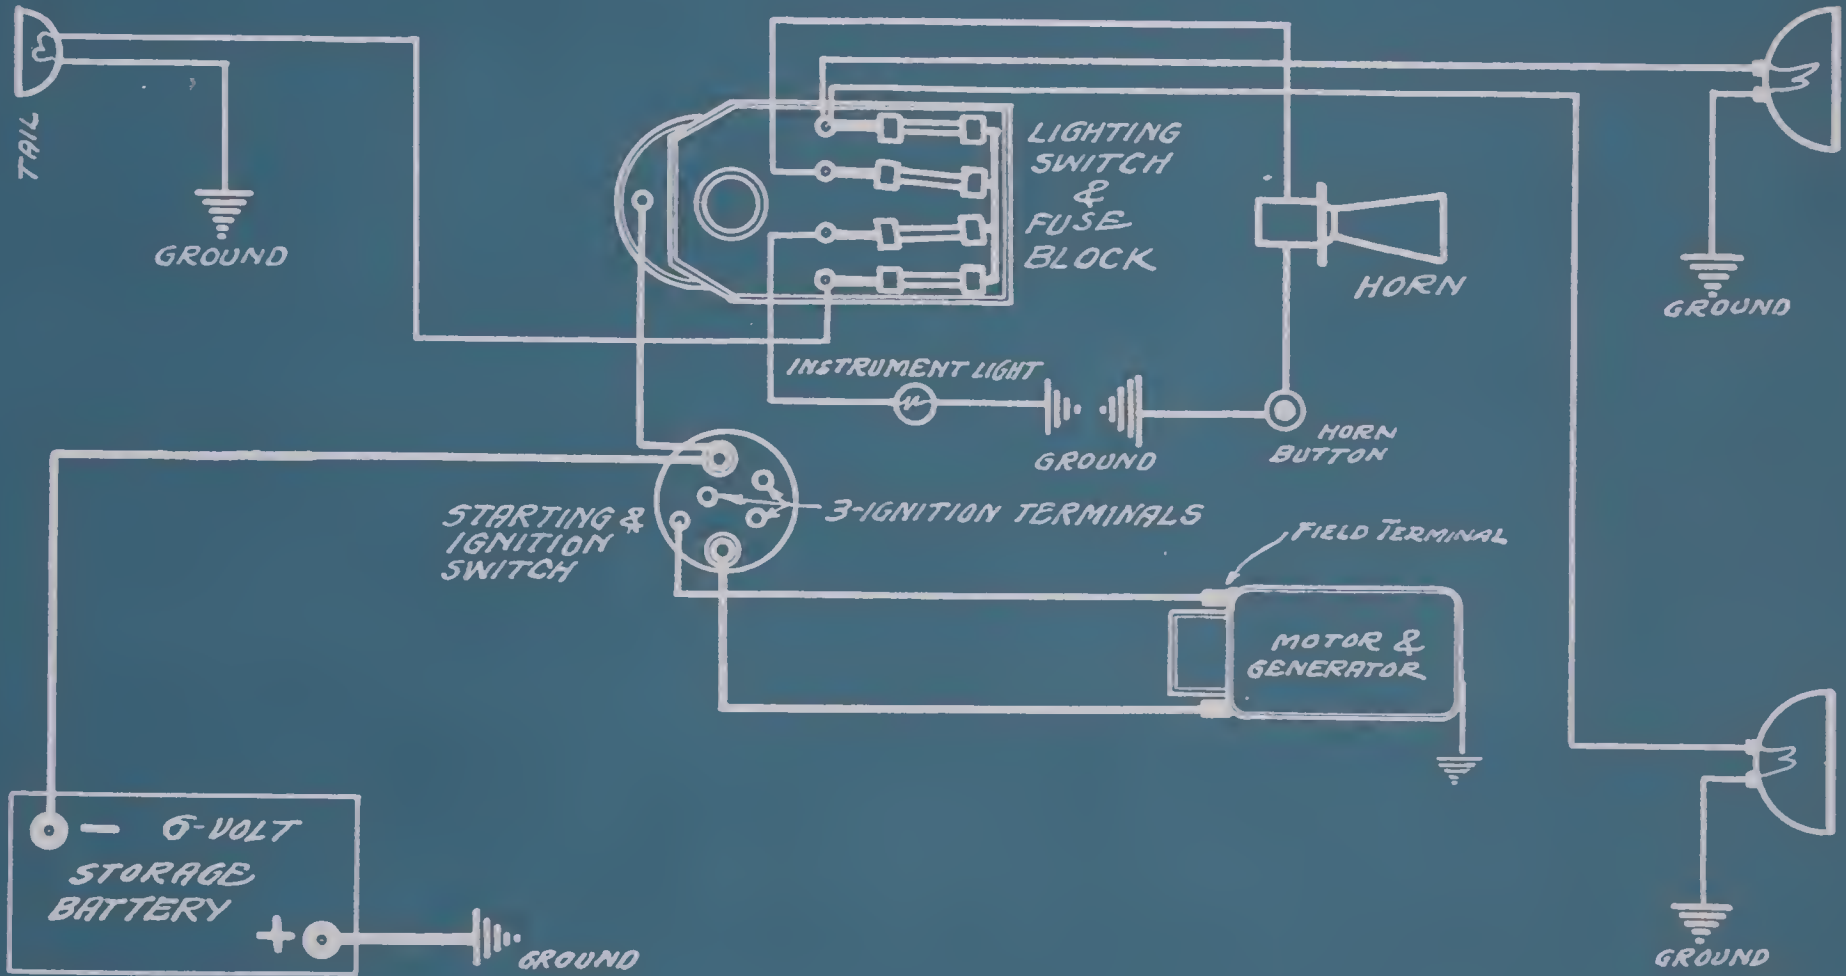 TAIL
GROUND
LIGHTING
SWITCH
&
FUSE
BLOCK
HORN
GROUND
INSTRUMENT LIGHT
GROUND
HORN
BUTTON
STARTING &
IGNITION
SWITCH
3-IGNITION TERMINALS
FIELD TERMINAL
MOTOR &
GENERATOR
- 6-VOLT
STORAGE
BATTERY
+
GROUND
GROUND